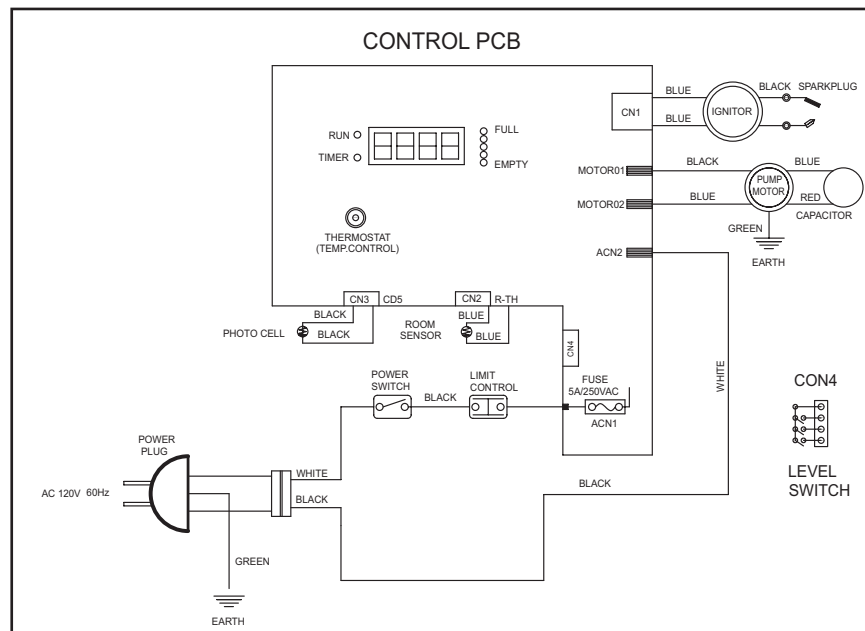 CONTROL PCB
RUN
TIMER
FULL
EMPTY
THERMOSTAT
(TEMP.CONTROL)
CN1
BLUE
BLUE
IGNITOR
BLACK
SPARKPLUG
MOTOR01
BLACK
MOTOR02
BLUE
PUMP
MOTOR
BLUE
RED
CAPACITOR
GREEN
EARTH
ACN2
CN3
CD5
BLACK
BLACK
PHOTO CELL
CN2
R-TH
ROOM
SENSOR
BLUE
BLUE
CN4
POWER
SWITCH
BLACK
LIMIT
CONTROL
FUSE
5A/250VAC
ACN1
WHITE
CON4
LEVEL
SWITCH
POWER
PLUG
AC 120V 60Hz
WHITE
BLACK
BLACK
GREEN
EARTH